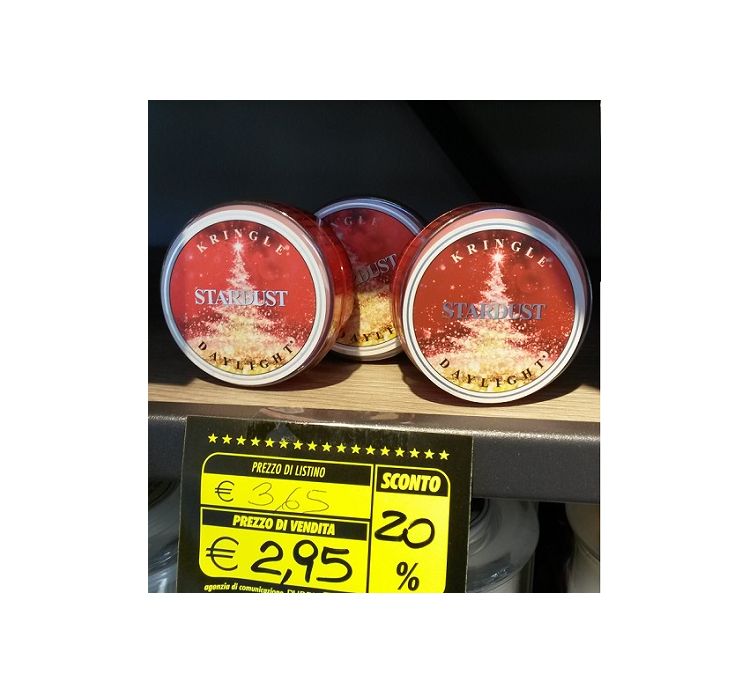 KRINGLE
STARDUST
DAYLIGHT
STARDUST
KRINGLE
STARDUST
DAYLIGHT
PREZZO DI LISTINO
€ 3,65
PREZZO DI VENDITA
€ 2,95
SCONTO
20
%
agenzia di comunicazione